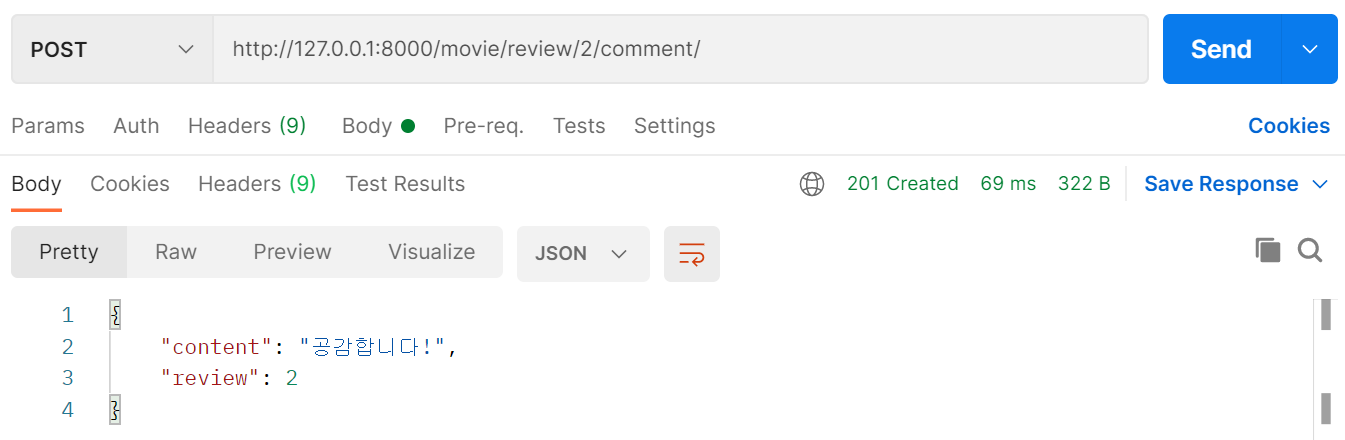 POST http://127.0.0.1:8000/movie/review/2/comment/ Send
Params Auth Headers (9) Body Pre-req. Tests Settings Cookies
Body Cookies Headers (9) Test Results 201 Created 69 ms 322 B Save Response
Pretty Raw Preview Visualize JSON
1 {
2 "content": "공감합니다!",
3 "review": 2
4 }